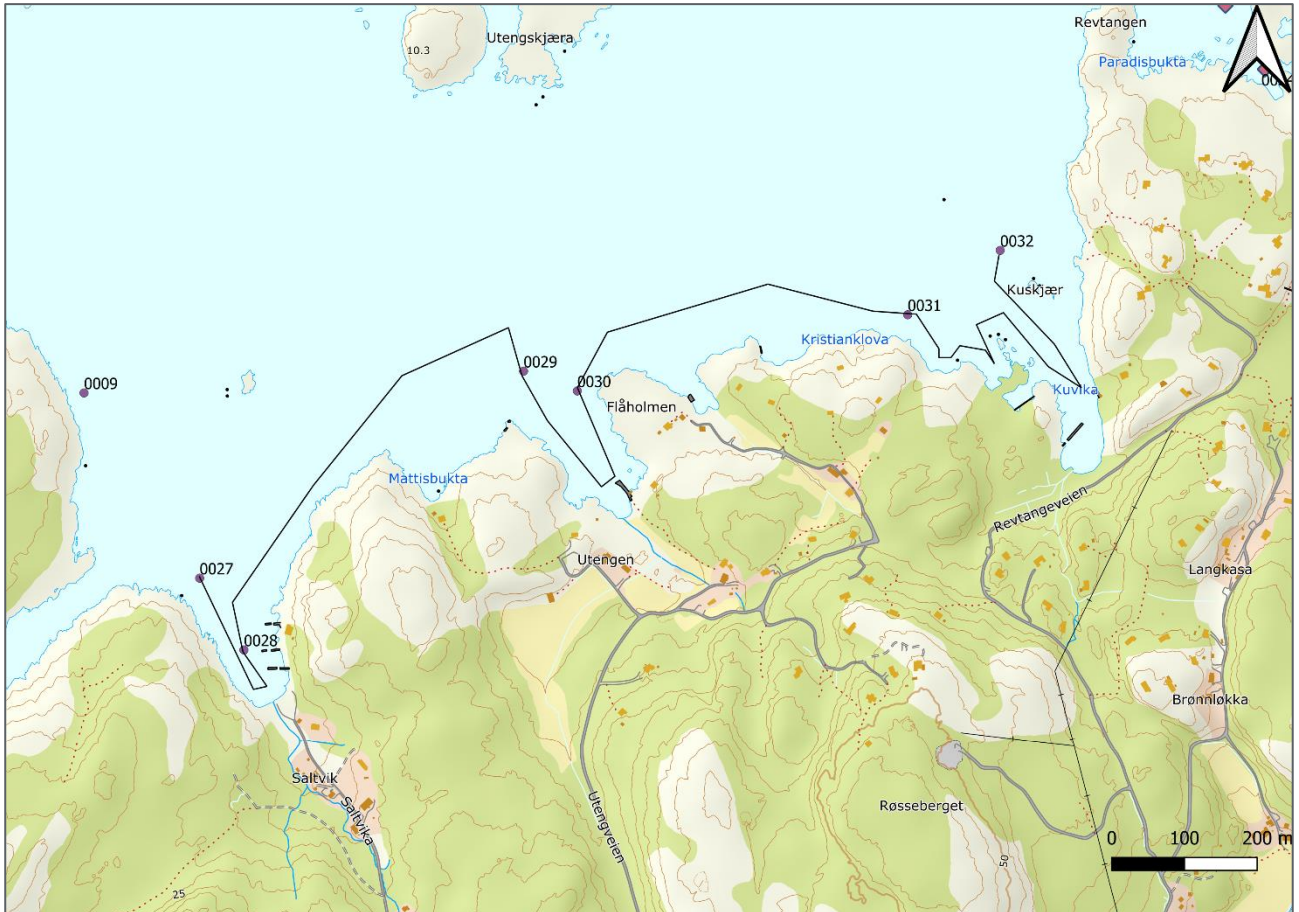 Revtangen
Utengskjæra
10.3
Paradisbukta
0032
Kuskjær
0031
Kristianklova
0029
0009
0030
Kuvika
Flåholmen
Mattisbukta
Revtangeveien
Utengen
Langkasa
0027
0028
Brønnløkka
Saltvik
Saltvika
Utengveien
Røsseberget
0 100 200 m
50
25